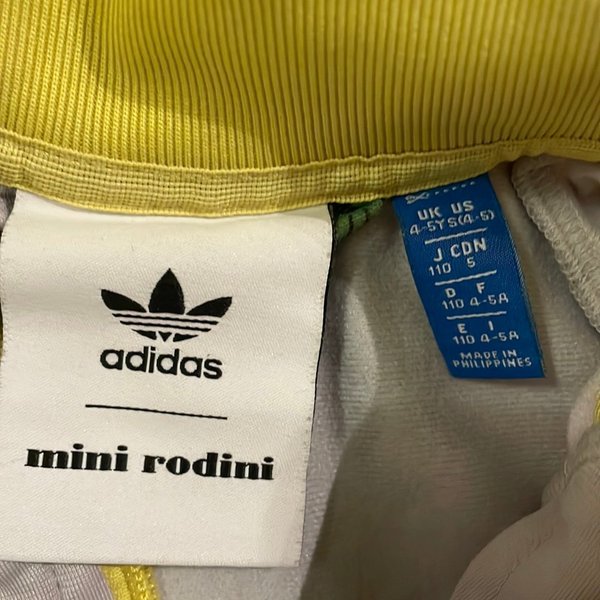 adidas
mini rodini
UK US
4-5YS(4-5)
J CDN
110 5
D F
110 4-5A
E I
110 4-5A
MADE IN
PHILIPPINES